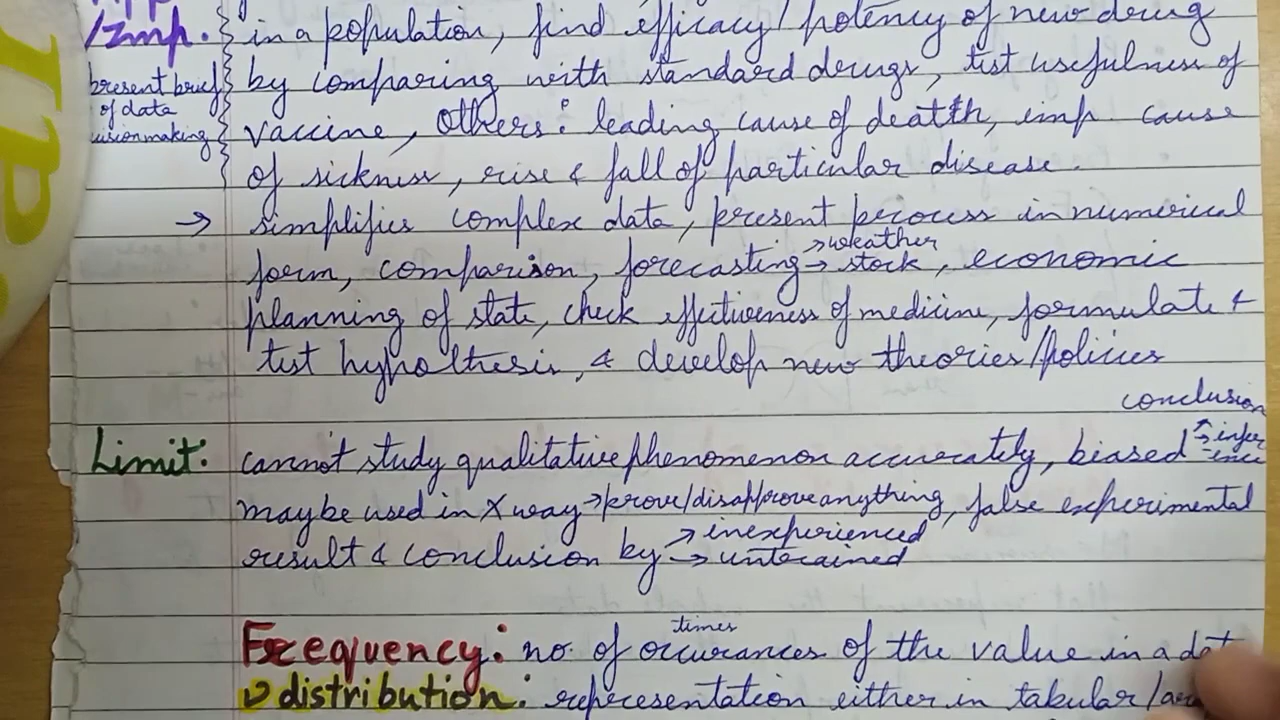 /Imp.
present brief
of data
in a population, find efficacy/potency of new drug
by comparing with standard drugs, test usefulness of
vaccine, Others: leading cause of death, imp. cause
of sickness, rise & fall of particular disease.
→ simplifies complex data, present process in numerical
→ weather
form, comparison, forecasting → stock, economic
planning of state, check effectiveness of medicine, formulate &
test hypothesis, & develop new theories/policies
conclusion
Limit: cannot study qualitative phenomenon accurately, biased → infer
ence
may be used in X way → prove/disapprove anything, false experimental
→ inexperienced
result & conclusion by → untrained
times
Frequency: no. of occurances of the value in a
distribution: representation either in tabular/